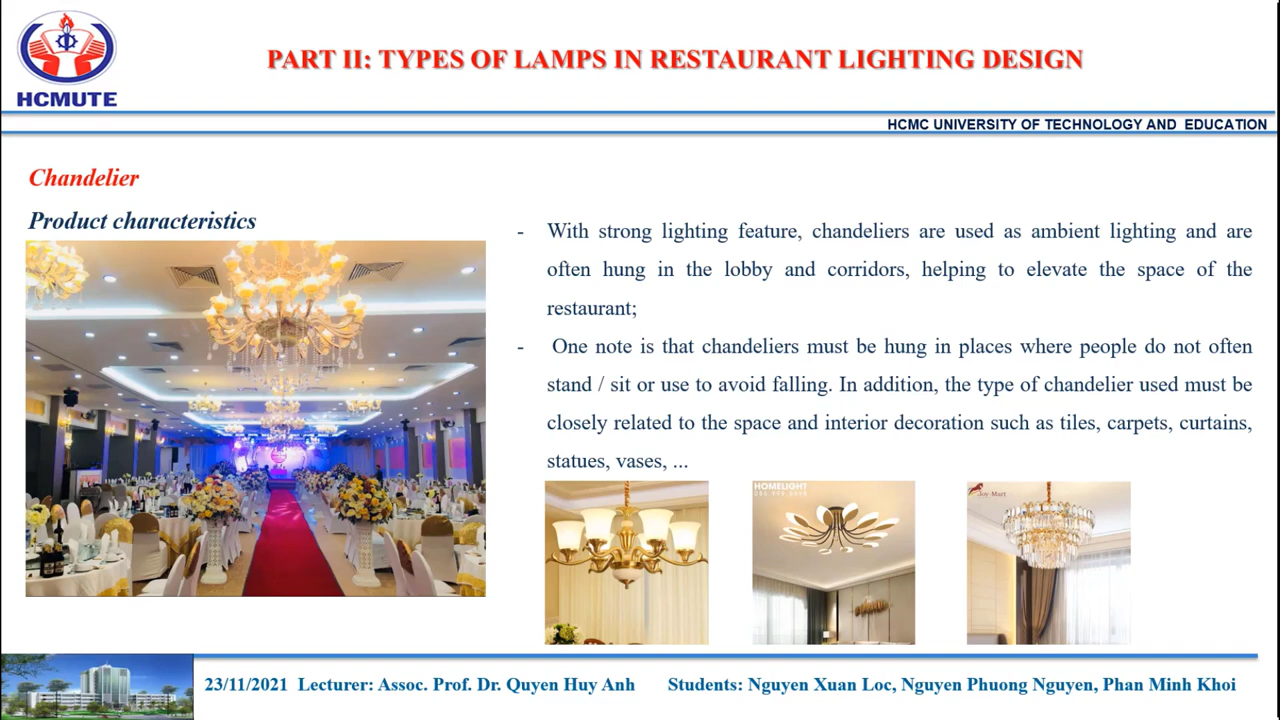 PART II: TYPES OF LAMPS IN RESTAURANT LIGHTING DESIGN
HCMUTE
HCMC UNIVERSITY OF TECHNOLOGY AND EDUCATION
Chandelier
Product characteristics
- With strong lighting feature, chandeliers are used as ambient lighting and are
often hung in the lobby and corridors, helping to elevate the space of the
restaurant;
- One note is that chandeliers must be hung in places where people do not often
stand / sit or use to avoid falling. In addition, the type of chandelier used must be
closely related to the space and interior decoration such as tiles, carpets, curtains,
statues, vases, ...
HOMELIGHT
Joy Mart
23/11/2021 Lecturer: Assoc. Prof. Dr. Quyen Huy Anh Students: Nguyen Xuan Loc, Nguyen Phuong Nguyen, Phan Minh Khoi